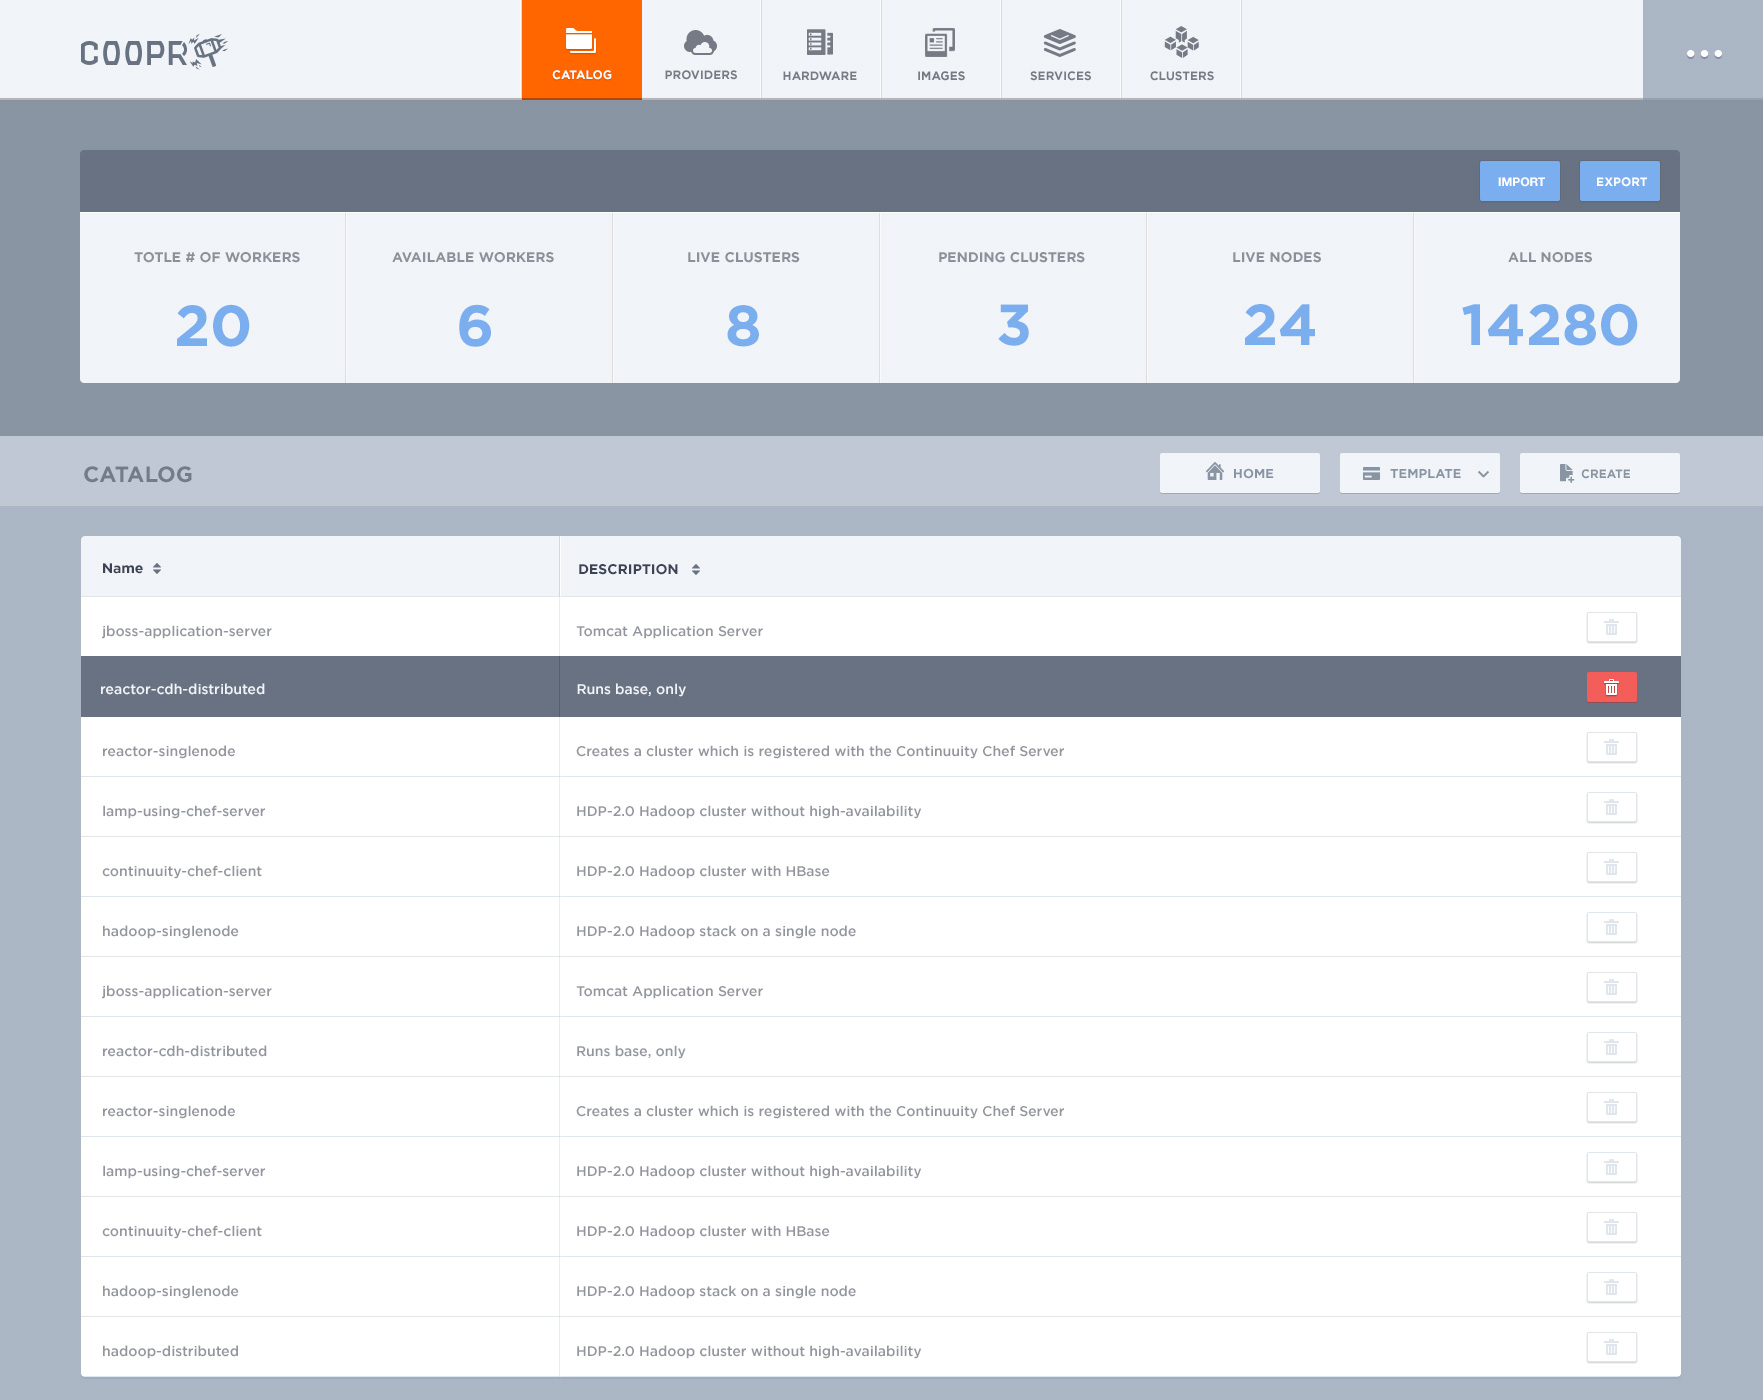 COOPR
CATALOG
PROVIDERS
HARDWARE
IMAGES
SERVICES
CLUSTERS
IMPORT
EXPORT
TOTLE # OF WORKERS
AVAILABLE WORKERS
LIVE CLUSTERS
PENDING CLUSTERS
LIVE NODES
ALL NODES
20
6
8
3
24
14280
CATALOG
HOME
TEMPLATE
CREATE
Name
DESCRIPTION
jboss-application-server
Tomcat Application Server
reactor-cdh-distributed
Runs base, only
reactor-singlenode
Creates a cluster which is registered with the Continuuity Chef Server
lamp-using-chef-server
HDP-2.0 Hadoop cluster without high-availability
continuuity-chef-client
HDP-2.0 Hadoop cluster with HBase
hadoop-singlenode
HDP-2.0 Hadoop stack on a single node
jboss-application-server
Tomcat Application Server
reactor-cdh-distributed
Runs base, only
reactor-singlenode
Creates a cluster which is registered with the Continuuity Chef Server
lamp-using-chef-server
HDP-2.0 Hadoop cluster without high-availability
continuuity-chef-client
HDP-2.0 Hadoop cluster with HBase
hadoop-singlenode
HDP-2.0 Hadoop stack on a single node
hadoop-distributed
HDP-2.0 Hadoop cluster without high-availability